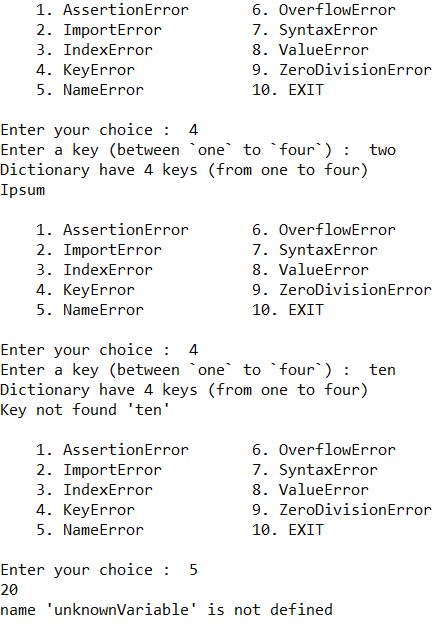 1. AssertionError       6. OverflowError
    2. ImportError          7. SyntaxError
    3. IndexError           8. ValueError
    4. KeyError             9. ZeroDivisionError
    5. NameError            10. EXIT

Enter your choice :  4
Enter a key (between `one` to `four`) :  two
Dictionary have 4 keys (from one to four)
Ipsum

    1. AssertionError       6. OverflowError
    2. ImportError          7. SyntaxError
    3. IndexError           8. ValueError
    4. KeyError             9. ZeroDivisionError
    5. NameError            10. EXIT

Enter your choice :  4
Enter a key (between `one` to `four`) :  ten
Dictionary have 4 keys (from one to four)
Key not found 'ten'

    1. AssertionError       6. OverflowError
    2. ImportError          7. SyntaxError
    3. IndexError           8. ValueError
    4. KeyError             9. ZeroDivisionError
    5. NameError            10. EXIT

Enter your choice :  5
20
name 'unknownVariable' is not defined